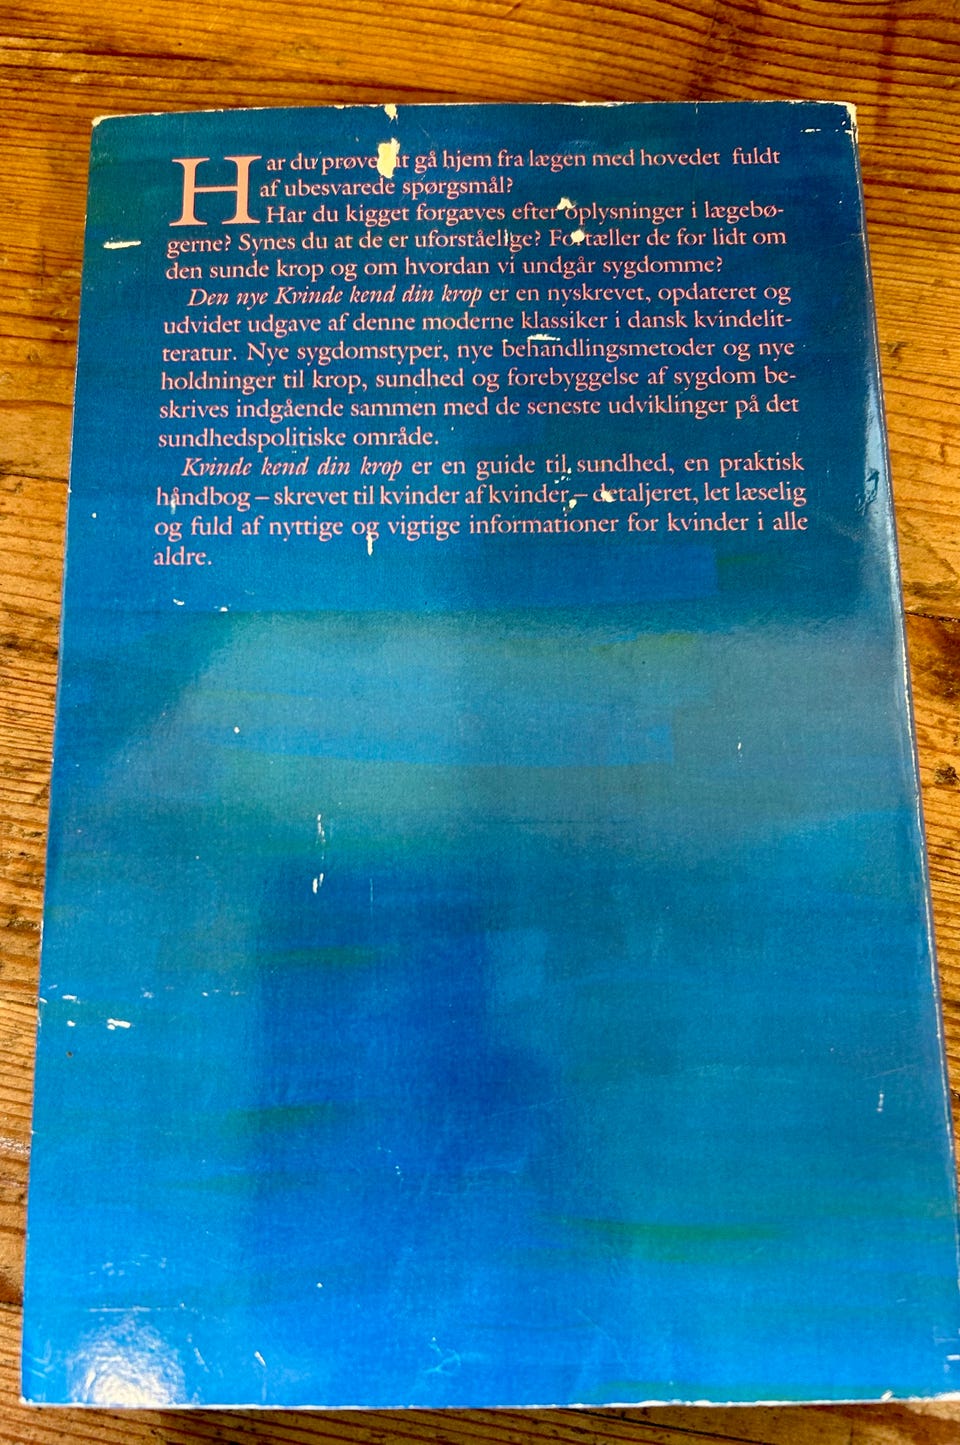 Har du prøvet at gå hjem fra lægen med hovedet fuldt
af ubesvarede spørgsmål?
Har du kigget forgæves efter oplysninger i lægebø-
gerne? Synes du at de er uforståelige? Fortæller de for lidt om
den sunde krop og om hvordan vi undgår sygdomme?
Den nye Kvinde kend din krop er en nyskrevet, opdateret og
udvidet udgave af denne moderne klassiker i dansk kvindelit-
teratur. Nye sygdomstyper, nye behandlingsmetoder og nye
holdninger til krop, sundhed og forebyggelse af sygdom be-
skrives indgående sammen med de seneste udviklinger på det
sundhedspolitiske område.
Kvinde kend din krop er en guide til sundhed, en praktisk
håndbog – skrevet til kvinder af kvinder – detaljeret, let læselig
og fuld af nyttige og vigtige informationer for kvinder i alle
aldre.